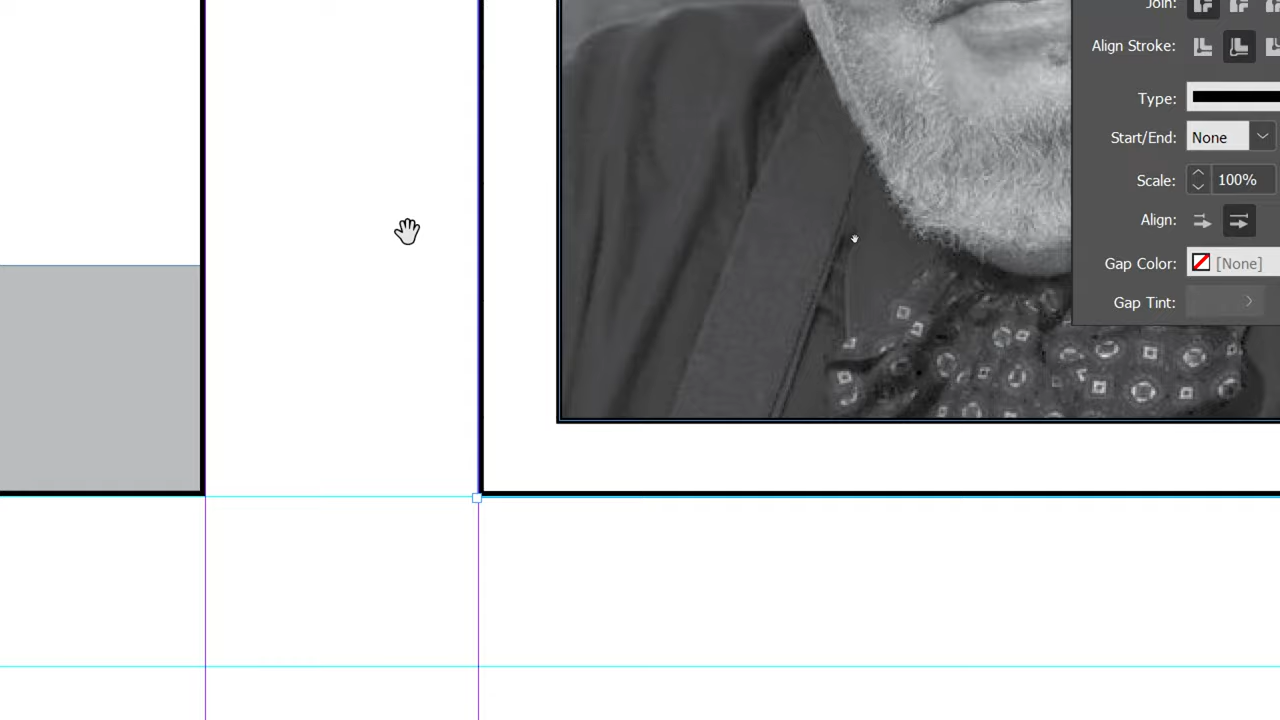 Join:
Align Stroke:
Type:
Start/End: None
Scale: 100%
Align:
Gap Color: [None]
Gap Tint: